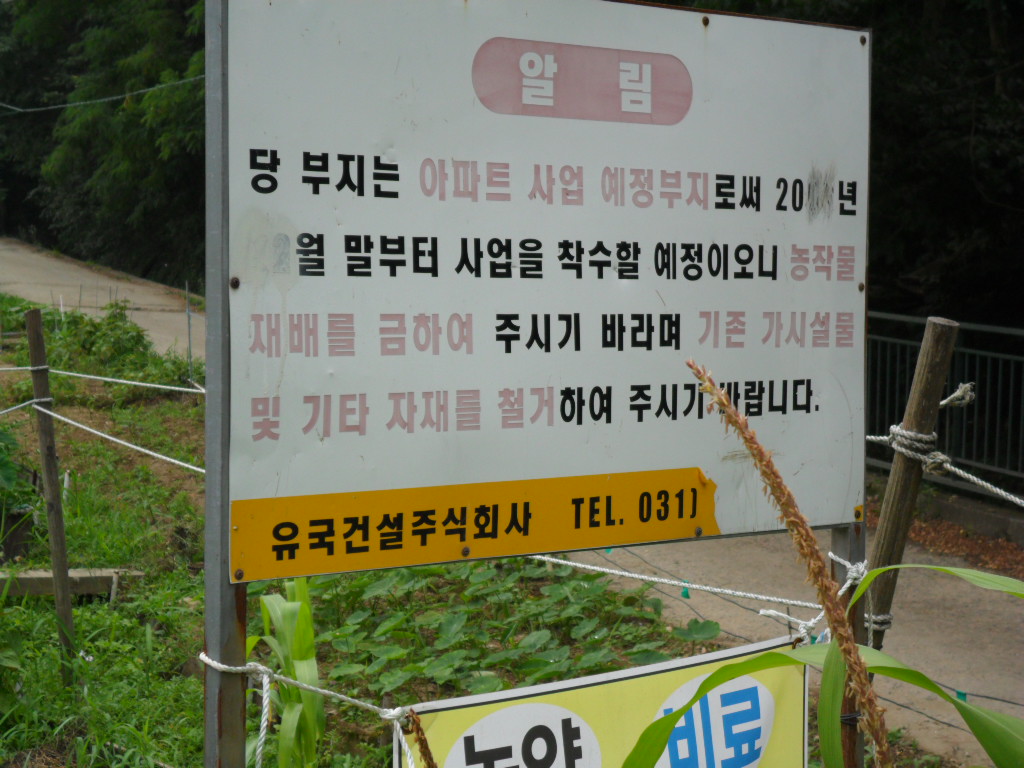 알 림
당 부지는 아파트 사업 예정부지로써 20 년
월 말부터 사업을 착수할 예정이오니 농작물
재배를 금하여 주시기 바라며 기존 가시설물
및 기타 자재를 철거하여 주시기 바랍니다.
유국건설주식회사 TEL. 031)
농약 비료